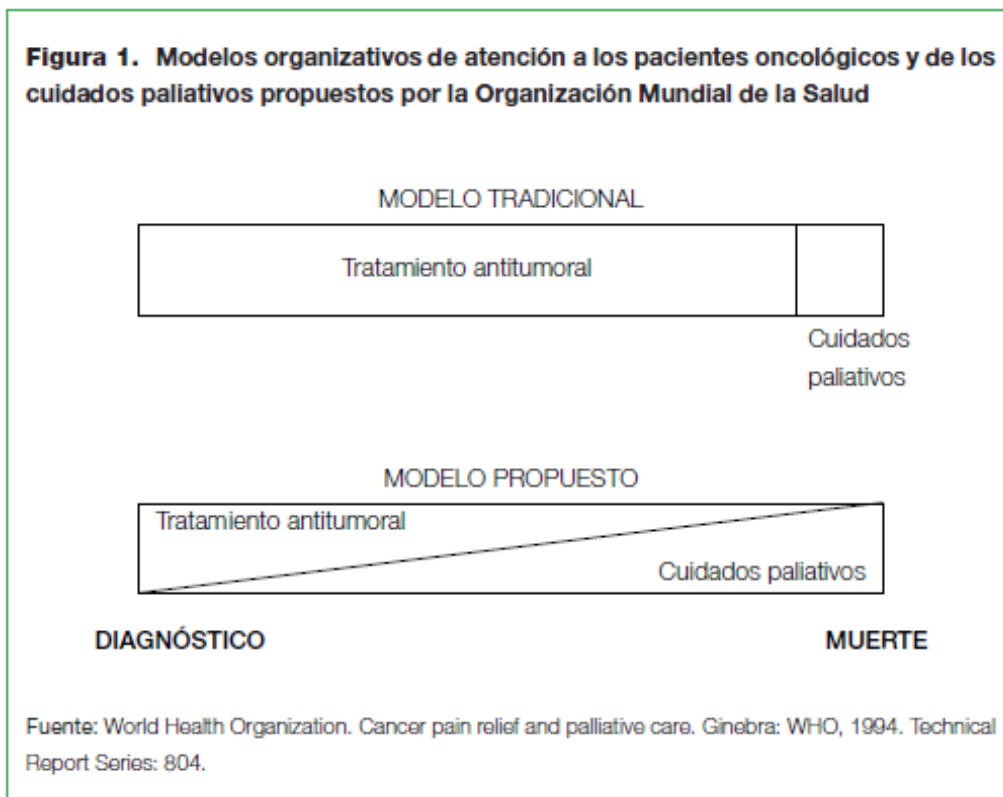 Figura 1. Modelos organizativos de atención a los pacientes oncológicos y de los
cuidados paliativos propuestos por la Organización Mundial de la Salud
MODELO TRADICIONAL
Tratamiento antitumoral
Cuidados
paliativos
MODELO PROPUESTO
Tratamiento antitumoral
Cuidados paliativos
DIAGNÓSTICO MUERTE
Fuente: World Health Organization. Cancer pain relief and palliative care. Ginebra: WHO, 1994. Technical
Report Series: 804.